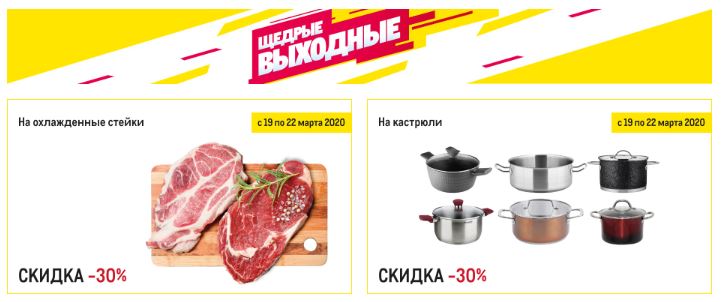 ЩЕДРЫЕ
ВЫХОДНЫЕ
На охлажденные стейки
с 19 по 22 марта 2020
СКИДКА -30%
На кастрюли
с 19 по 22 марта 2020
СКИДКА -30%